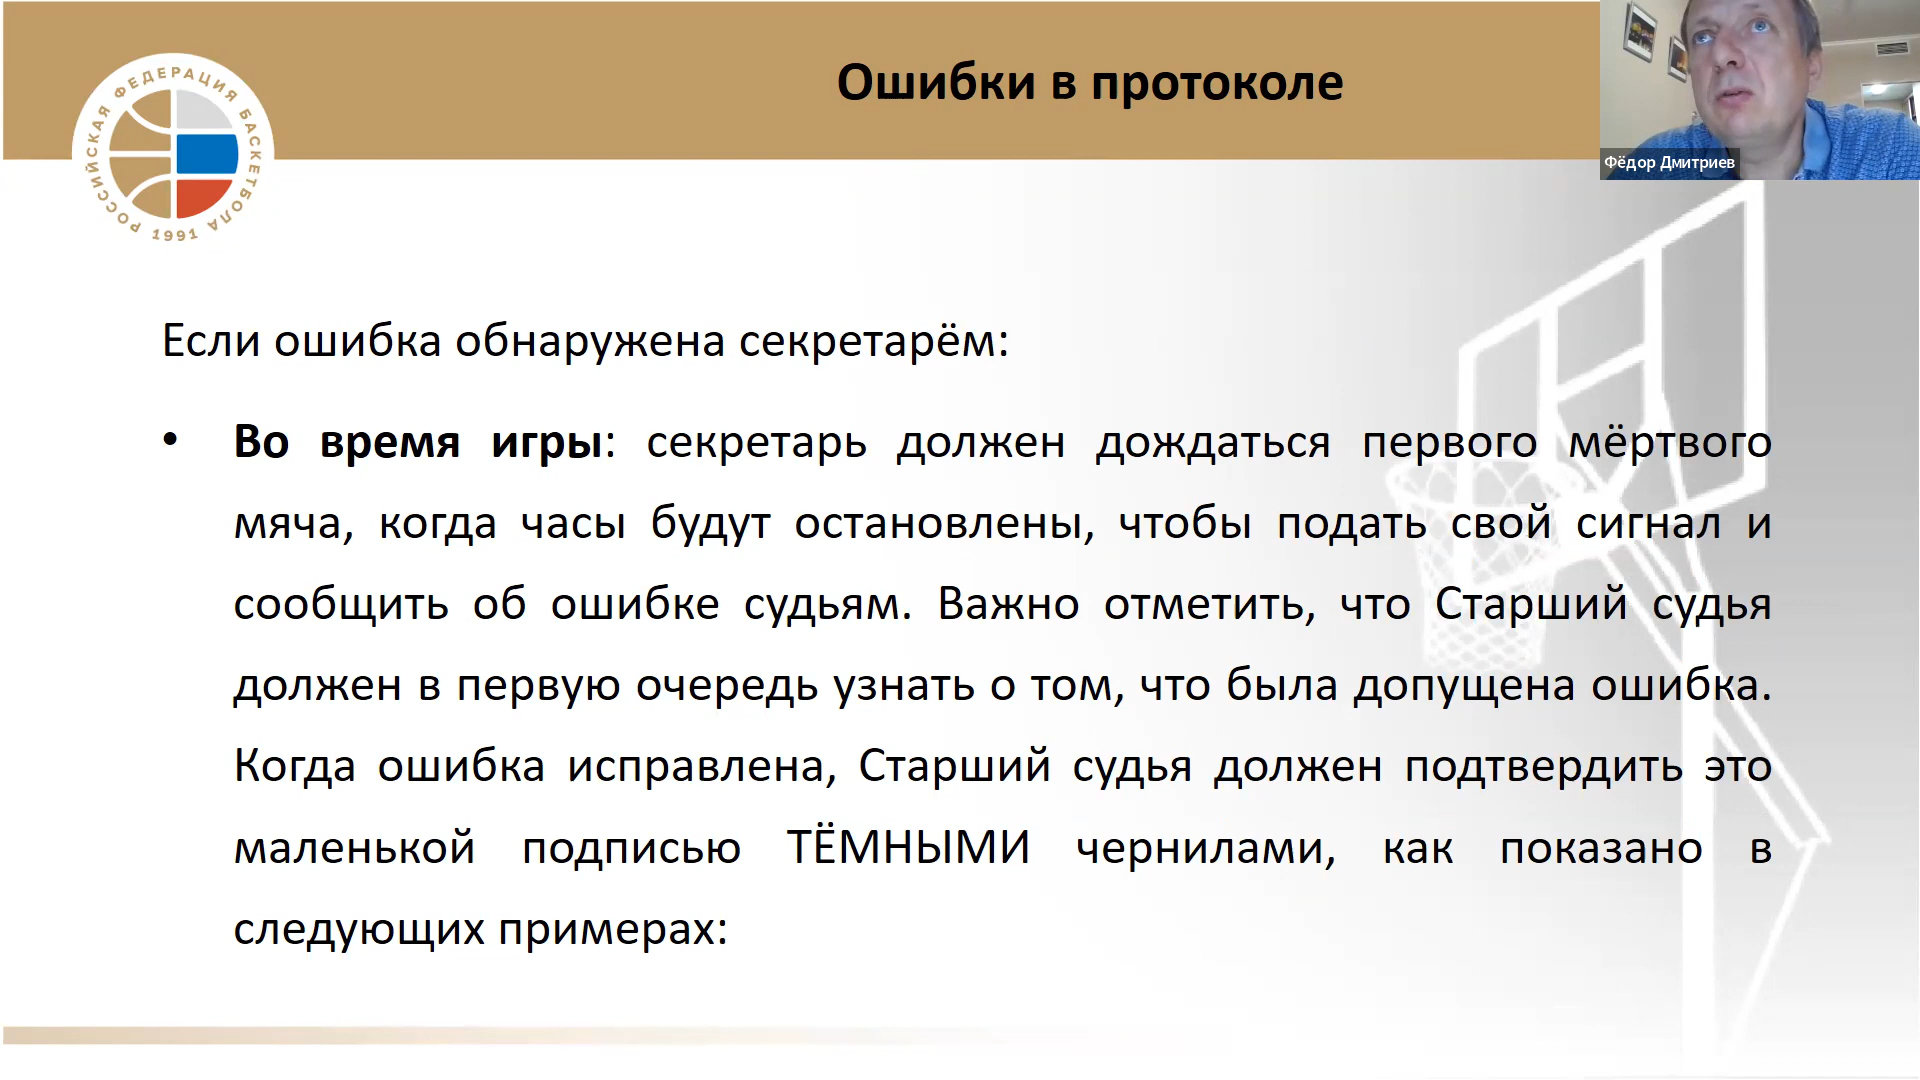 Ошибки в протоколе
РОССИЙСКАЯ ФЕДЕРАЦИЯ БАСКЕТБОЛА
1991
Фёдор Дмитриев
Если ошибка обнаружена секретарём:
• Во время игры: секретарь должен дождаться первого мёртвого
мяча, когда часы будут остановлены, чтобы подать свой сигнал и
сообщить об ошибке судьям. Важно отметить, что Старший судья
должен в первую очередь узнать о том, что была допущена ошибка.
Когда ошибка исправлена, Старший судья должен подтвердить это
маленькой подписью ТЁМНЫМИ чернилами, как показано в
следующих примерах: